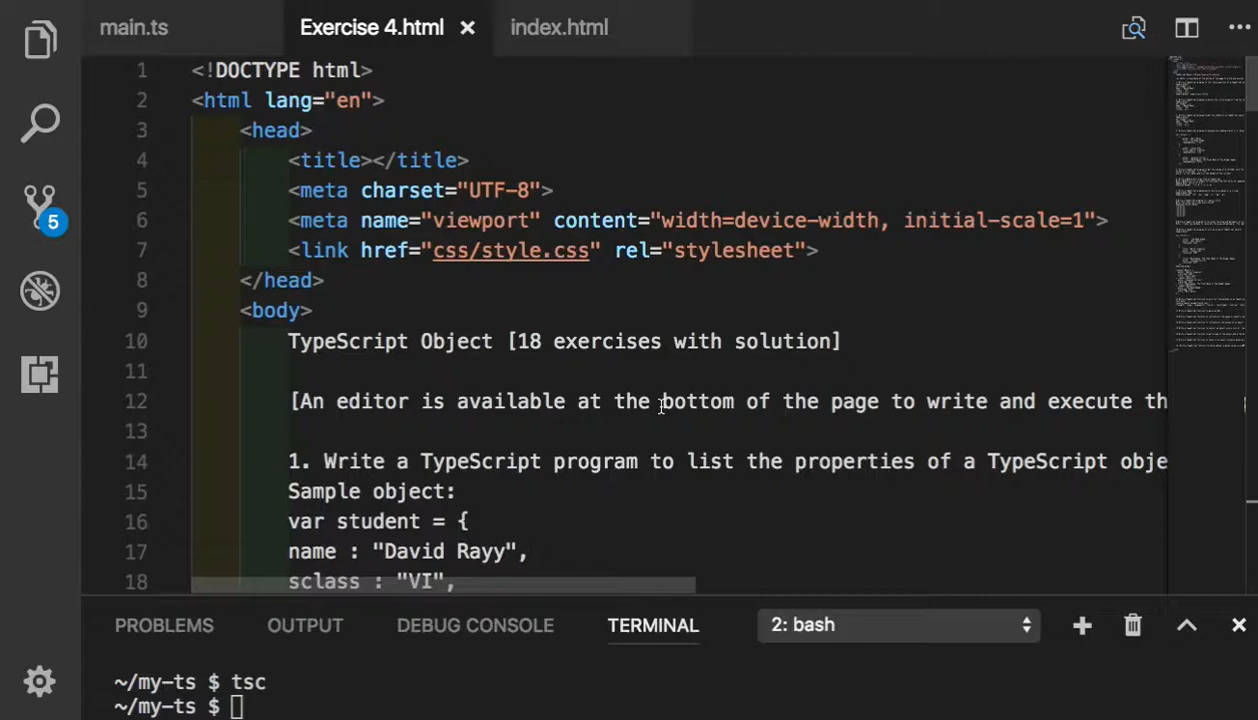 main.ts Exercise 4.html index.html
1 <!DOCTYPE html>
2 <html lang="en">
3 <head>
4 <title></title>
5 <meta charset="UTF-8">
6 <meta name="viewport" content="width=device-width, initial-scale=1">
7 <link href="css/style.css" rel="stylesheet">
8 </head>
9 <body>
10 TypeScript Object [18 exercises with solution]
11
12 [An editor is available at the bottom of the page to write and execute th
13
14 1. Write a TypeScript program to list the properties of a TypeScript obje
15 Sample object:
16 var student = {
17 name : "David Rayy",
18 sclass : "VI",
5
PROBLEMS OUTPUT DEBUG CONSOLE TERMINAL 2: bash
~/my-ts $ tsc
~/my-ts $